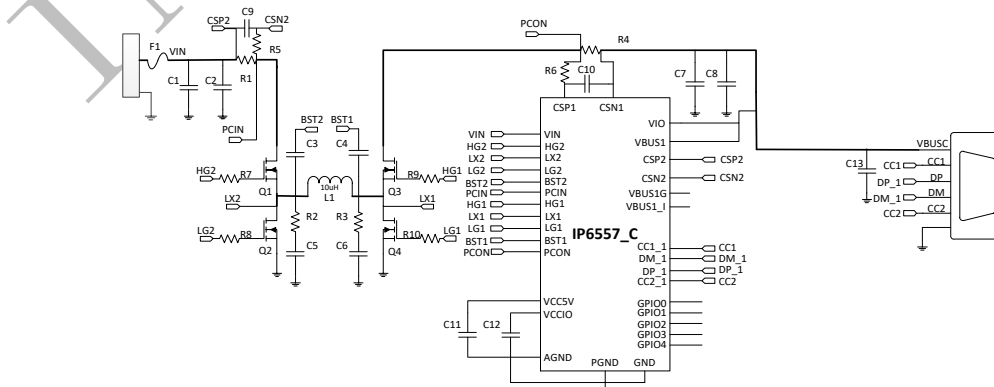 CSP2 C9 CSN2
PCON
F1 VIN
R5
R4
R1
R6 C10
C1 C2
C7 C8
CSP1 CSN1
PCIN
BST2 BST1
C3 C4
VIN VIN
HG2 HG2
LX2 LX2
LG2 LG2
BST2 BST2
PCIN PCIN
HG1 HG1
LX1 LX1
LG1 LG1
BST1 BST1
PCON PCON
VIO
VBUS1
CSP2 CSP2
CSN2 CSN2
VBUS1G
VBUS1_I
IP6557_C
CC1_1 CC1
DM_1 DM_1
DP_1 DP_1
CC2_1 CC2
GPIO0
GPIO1
GPIO2
GPIO3
GPIO4
HG2 R7
Q1
10uH
L1
Q3
R9 HG1
LX2
R2 R3
LX1
LG2 R8
Q2
C5 C6
R10 LG1
Q4
VCC5V
VCCIO
C11 C12
AGND
PGND GND
VBUSC
C13
CC1 CC1
DP_1 DP
DM_1 DM
CC2 CC2